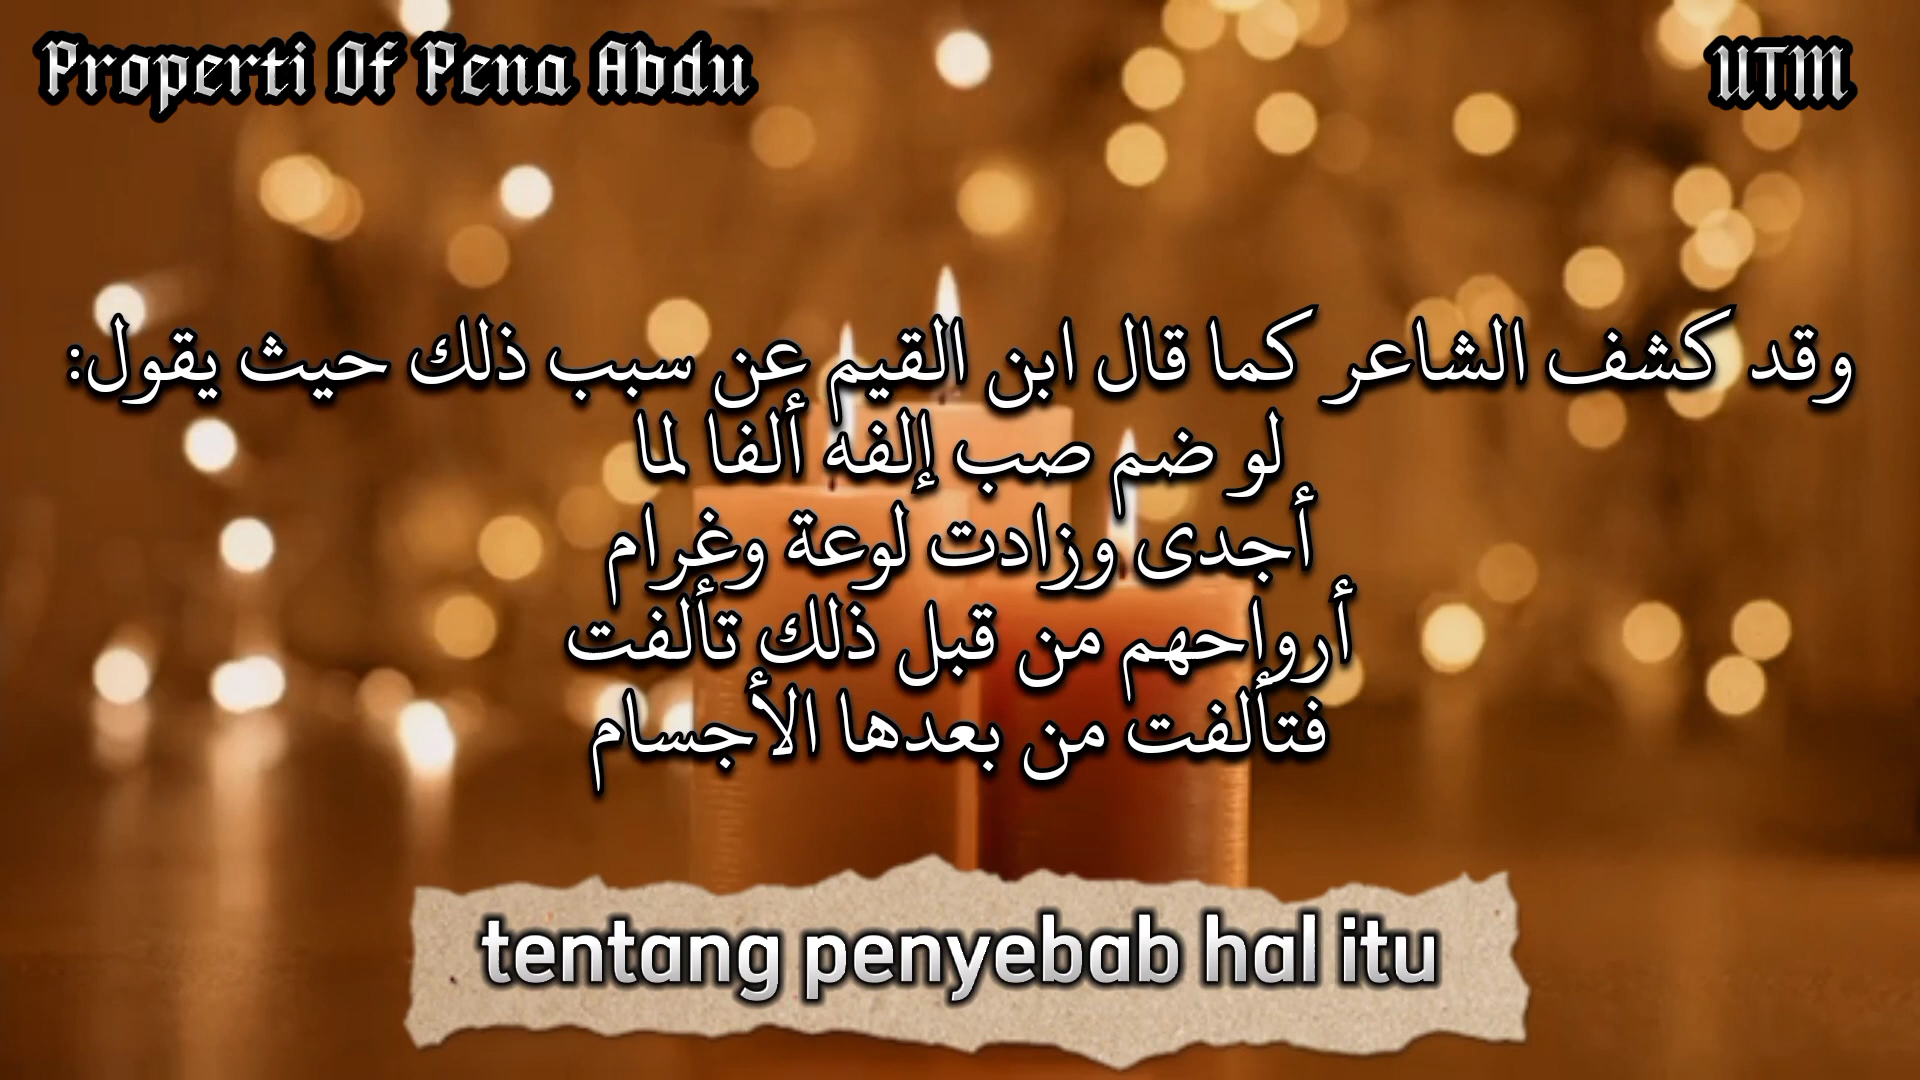 Properti Of Pena Abdu
UTM
وقد كشف الشاعر كما قال ابن القيم عن سبب ذلك حيث يقول:
لو ضم صب إلفه ألفا لما
أجدى وزادت لوعة وغرام
أرواحهم من قبل ذلك تألفت
فتألفت من بعدها الأجسام
tentang penyebab hal itu